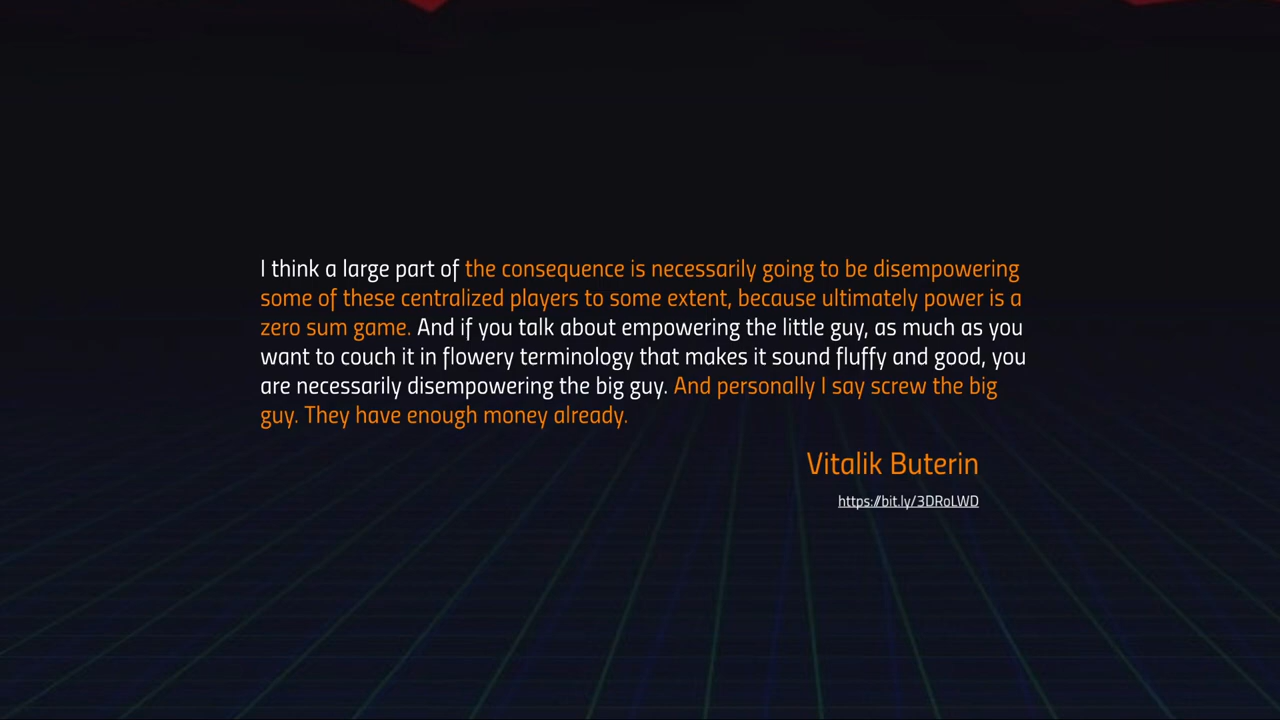 I think a large part of the consequence is necessarily going to be disempowering
some of these centralized players to some extent, because ultimately power is a
zero sum game. And if you talk about empowering the little guy, as much as you
want to couch it in flowery terminology that makes it sound fluffy and good, you
are necessarily disempowering the big guy. And personally I say screw the big
guy. They have enough money already.
Vitalik Buterin
https://bit.ly/3DRoLWD